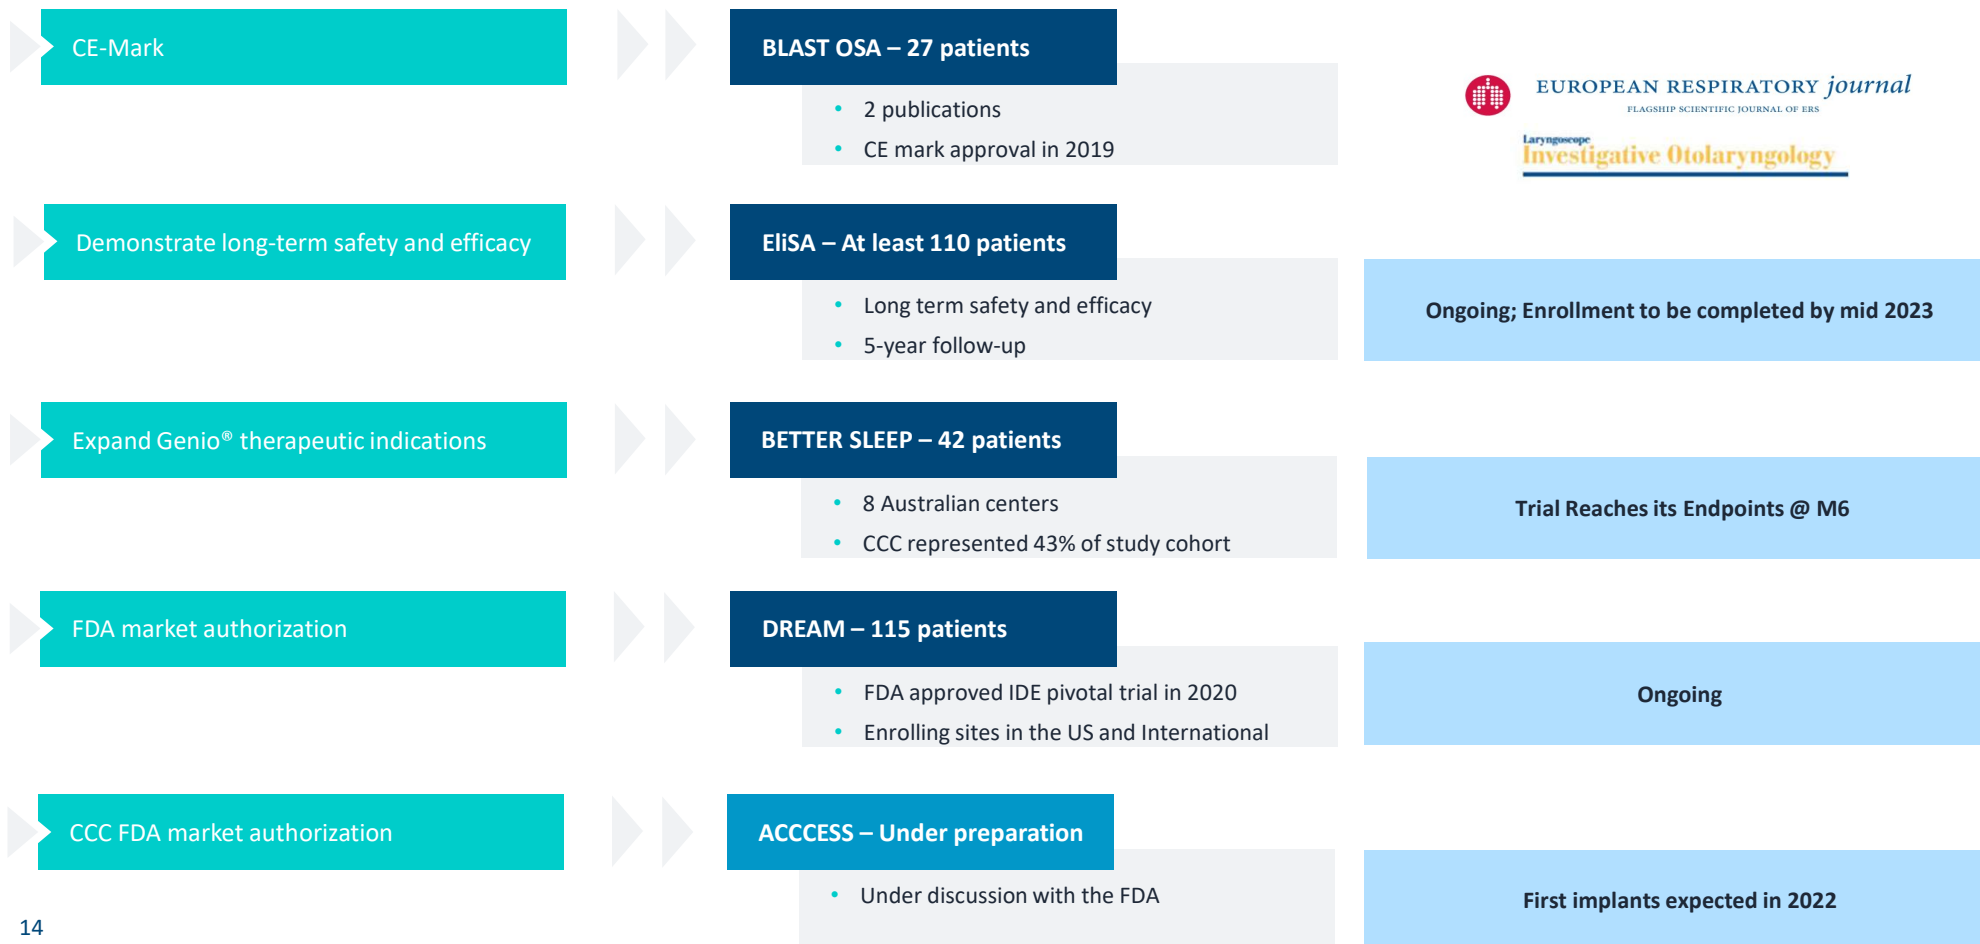 CE-Mark
BLAST OSA – 27 patients
• 2 publications
• CE mark approval in 2019
EUROPEAN RESPIRATORY journal
FLAGSHIP SCIENTIFIC JOURNAL OF ERS
Laryngoscope
Investigative Otolaryngology
Demonstrate long-term safety and efficacy
EliSA – At least 110 patients
• Long term safety and efficacy
• 5-year follow-up
Ongoing; Enrollment to be completed by mid 2023
Expand Genio® therapeutic indications
BETTER SLEEP – 42 patients
• 8 Australian centers
• CCC represented 43% of study cohort
Trial Reaches its Endpoints @ M6
FDA market authorization
DREAM – 115 patients
• FDA approved IDE pivotal trial in 2020
• Enrolling sites in the US and International
Ongoing
CCC FDA market authorization
ACCCESS – Under preparation
• Under discussion with the FDA
First implants expected in 2022
14